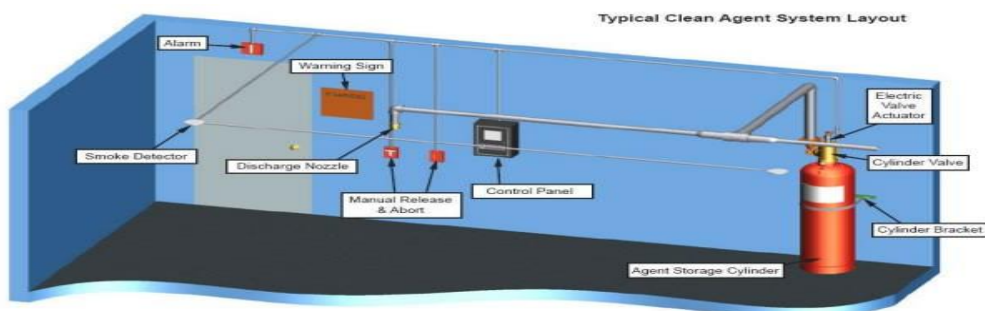 Typical Clean Agent System Layout
Alarm
Warning Sign
Electric
Valve
Actuator
Smoke Detector
Discharge Nozzle
Cylinder Valve
Control Panel
Manual Release
& Abort
Cylinder Bracket
Agent Storage Cylinder